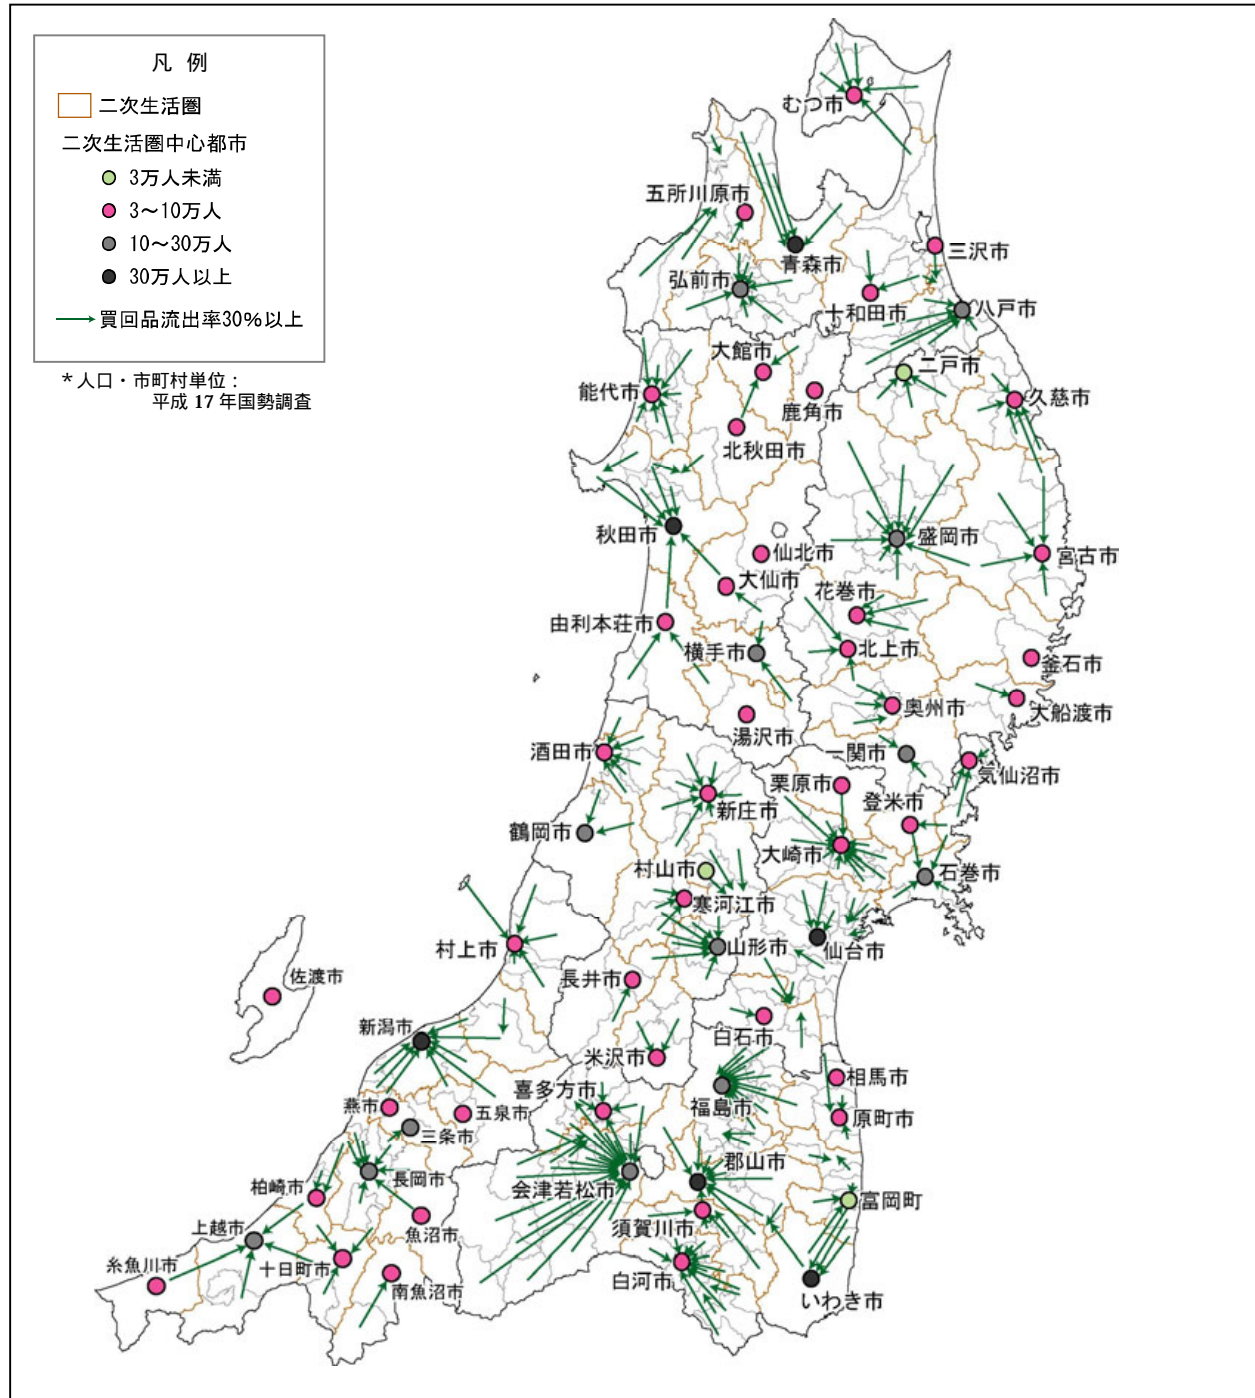 凡 例
二次生活圏
二次生活圏中心都市
3万人未満
3～10万人
10～30万人
30万人以上
買回品流出率30%以上
＊人口・市町村単位：
平成 17 年国勢調査
むつ市
五所川原市
青森市
三沢市
弘前市
十和田市
八戸市
大館市
二戸市
能代市
鹿角市
久慈市
北秋田市
秋田市
盛岡市
仙北市
宮古市
大仙市
花巻市
由利本荘市
横手市
北上市
釜石市
湯沢市
奥州市
大船渡市
酒田市
一関市
気仙沼市
栗原市
新庄市
登米市
鶴岡市
大崎市
村山市
石巻市
寒河江市
村上市
山形市
仙台市
佐渡市
長井市
新潟市
白石市
米沢市
相馬市
喜多方市
福島市
燕市
五泉市
原町市
三条市
郡山市
長岡市
会津若松市
柏崎市
富岡町
上越市
魚沼市
須賀川市
糸魚川市
十日町市
南魚沼市
白河市
いわき市